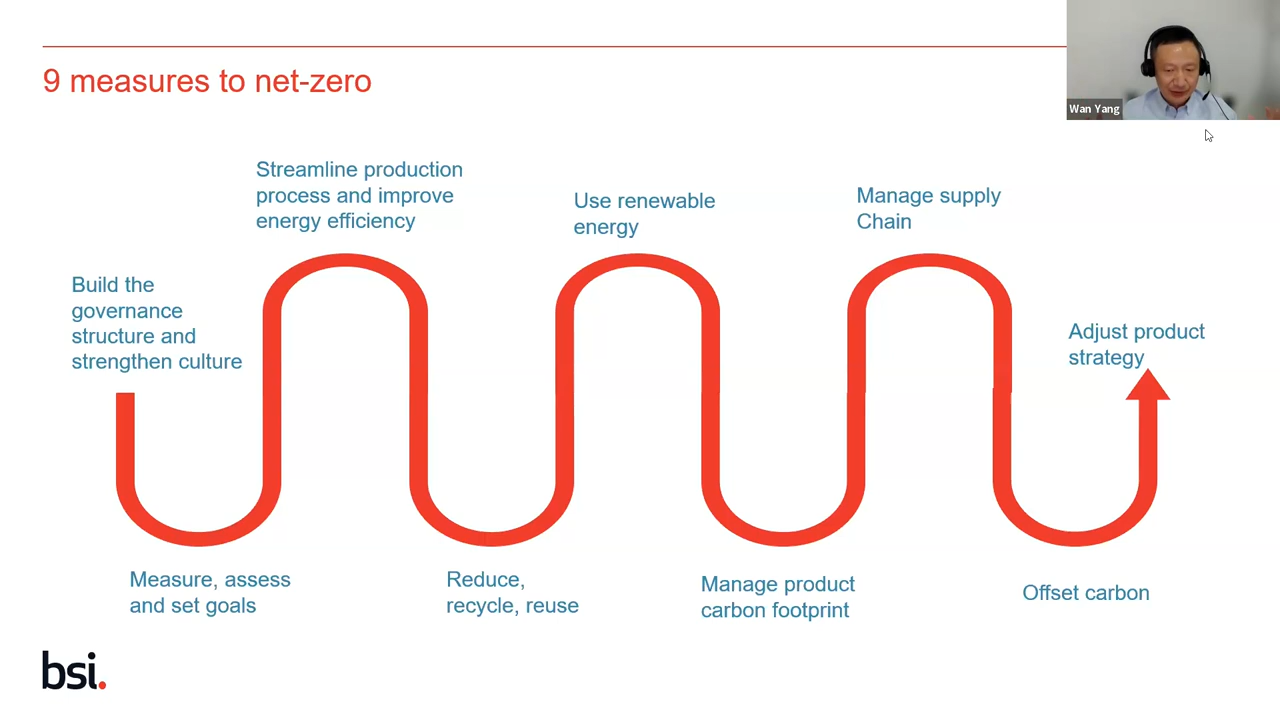 9 measures to net-zero
Wan Yang
Build the
governance
structure and
strengthen culture
Measure, assess
and set goals
Streamline production
process and improve
energy efficiency
Reduce,
recycle, reuse
Use renewable
energy
Manage product
carbon footprint
Manage supply
Chain
Offset carbon
Adjust product
strategy
bsi.